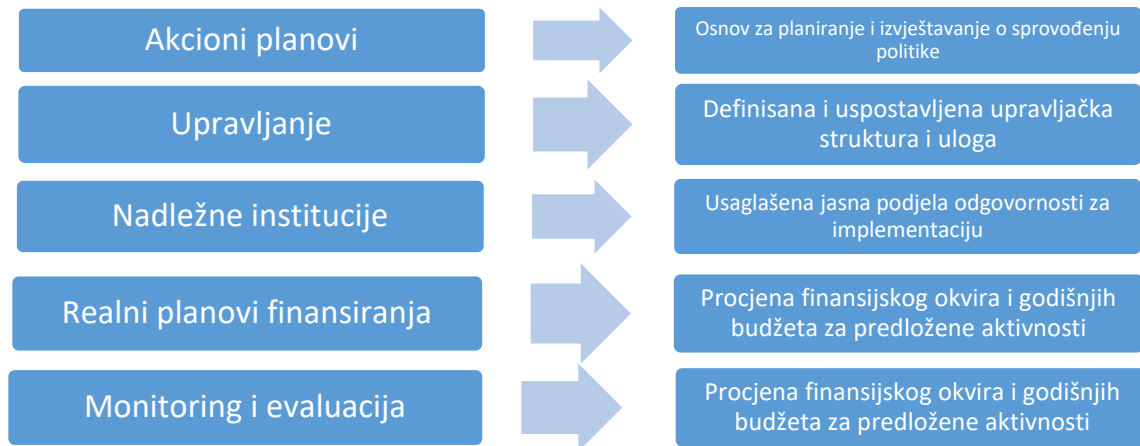 Akcioni planovi
Osnov za planiranje i izvještavanje o sprovođenju
politike
Upravljanje
Definisana i uspostavljena upravljačka
struktura i uloga
Nadležne institucije
Usaglašena jasna podjela odgovornosti za
implementaciju
Realni planovi finansiranja
Procjena finansijskog okvira i godišnjih
budžeta za predložene aktivnosti
Monitoring i evaluacija
Procjena finansijskog okvira i godišnjih
budžeta za predložene aktivnosti